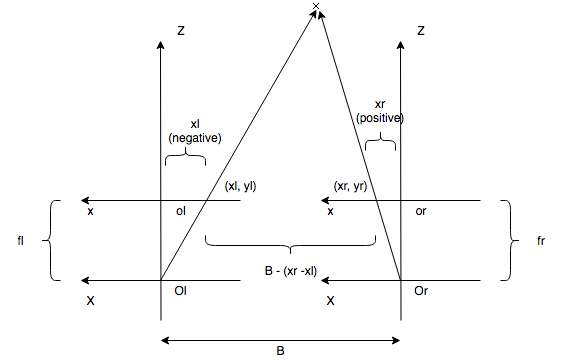 x
Z
Z
xr
(positive)
xl
(negative)
(xl, yl)
(xr, yr)
x
ol
x
or
fl
fr
B - (xr -xl)
Ol
Or
X
X
B